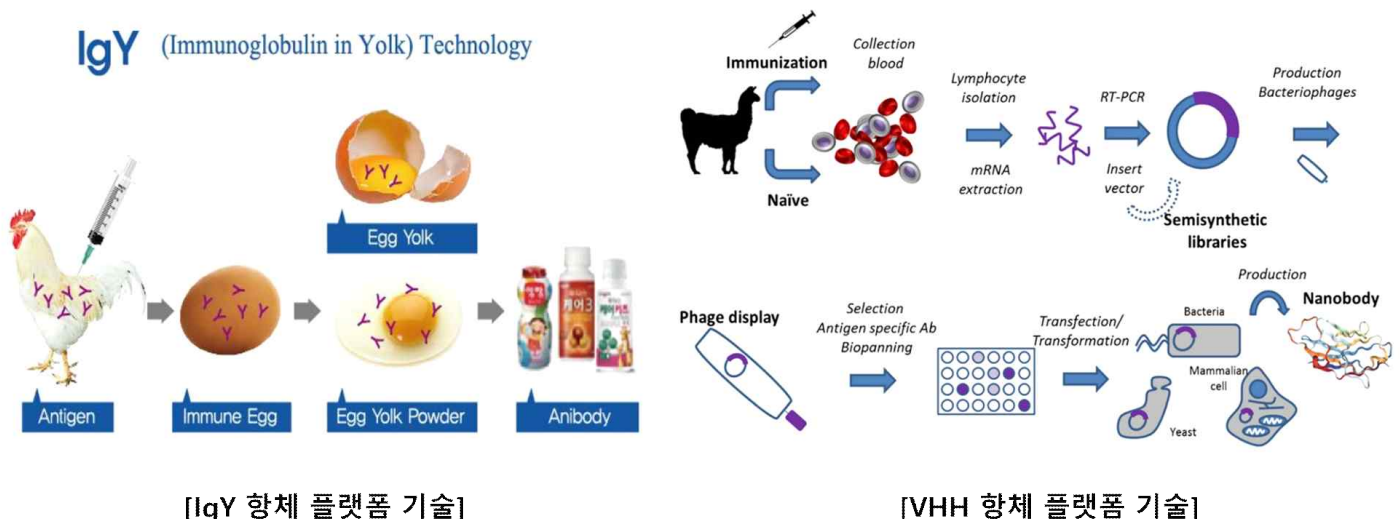 IgY (Immunoglobulin in Yolk) Technology
Egg Yolk
Antigen
Immune Egg
Egg Yolk Powder
Anibody
케어3
[IgY 항체 플랫폼 기술]
Immunization
Naïve
Collection
blood
Lymphocyte
isolation
mRNA
extraction
RT-PCR
Insert
vector
Semisynthetic
libraries
Production
Bacteriophages
Phage display
Selection
Antigen specific Ab
Biopanning
Transfection/
Transformation
Bacteria
Mammalian
cell
Yeast
Production
Nanobody
[VHH 항체 플랫폼 기술]